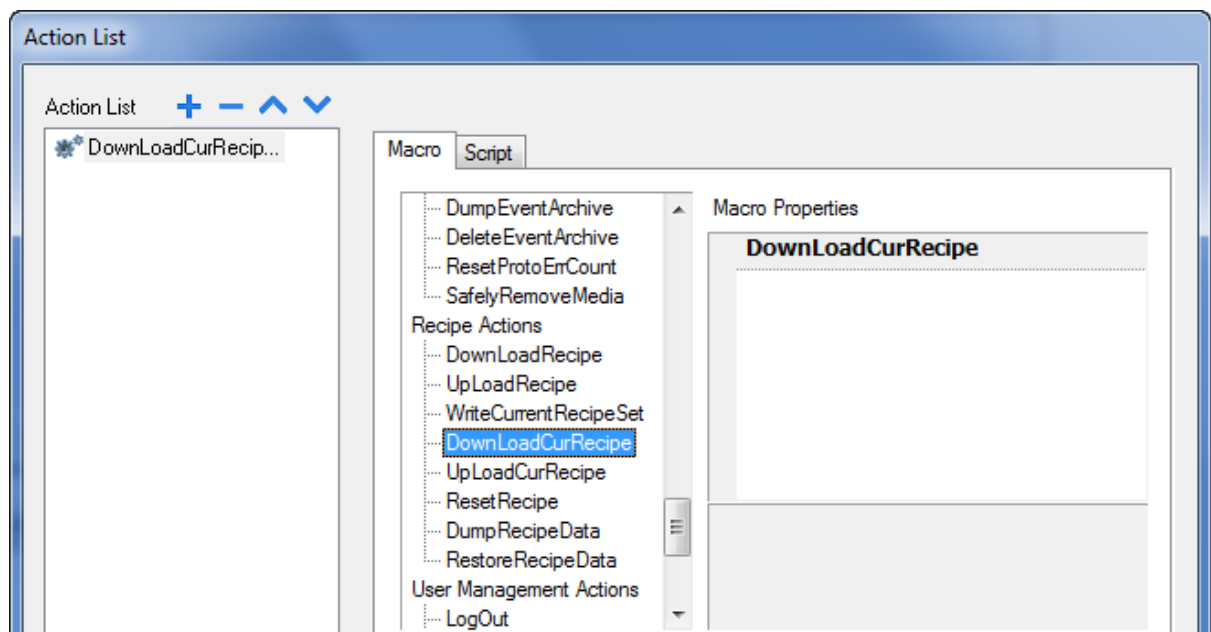 Action List
Action List
DownLoadCurRecip...
Macro
Script
DumpEventArchive
DeleteEventArchive
ResetProtoErrCount
SafelyRemoveMedia
Recipe Actions
DownLoadRecipe
UpLoadRecipe
WriteCurrentRecipeSet
DownLoadCurRecipe
UpLoadCurRecipe
ResetRecipe
DumpRecipeData
RestoreRecipeData
User Management Actions
LogOut
Macro Properties
DownLoadCurRecipe